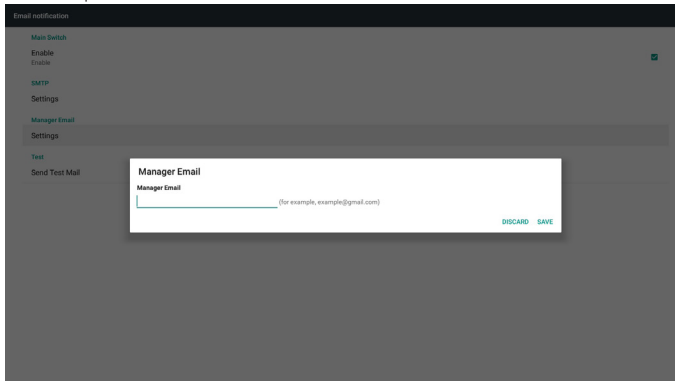 Email notification
Main Switch
Enable
Enable
SMTP
Settings
Manager Email
Settings
Test
Send Test Mail
Manager Email
Manager Email
(for example, example@gmail.com)
DISCARD SAVE